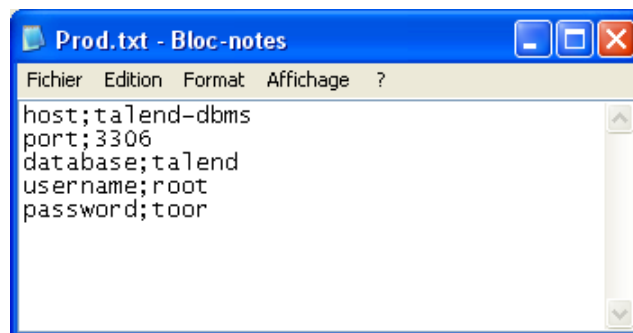 Prod.txt - Bloc-notes
Fichier Edition Format Affichage ?
host;talend-dbms
port;3306
database;talend
username;root
password;toor